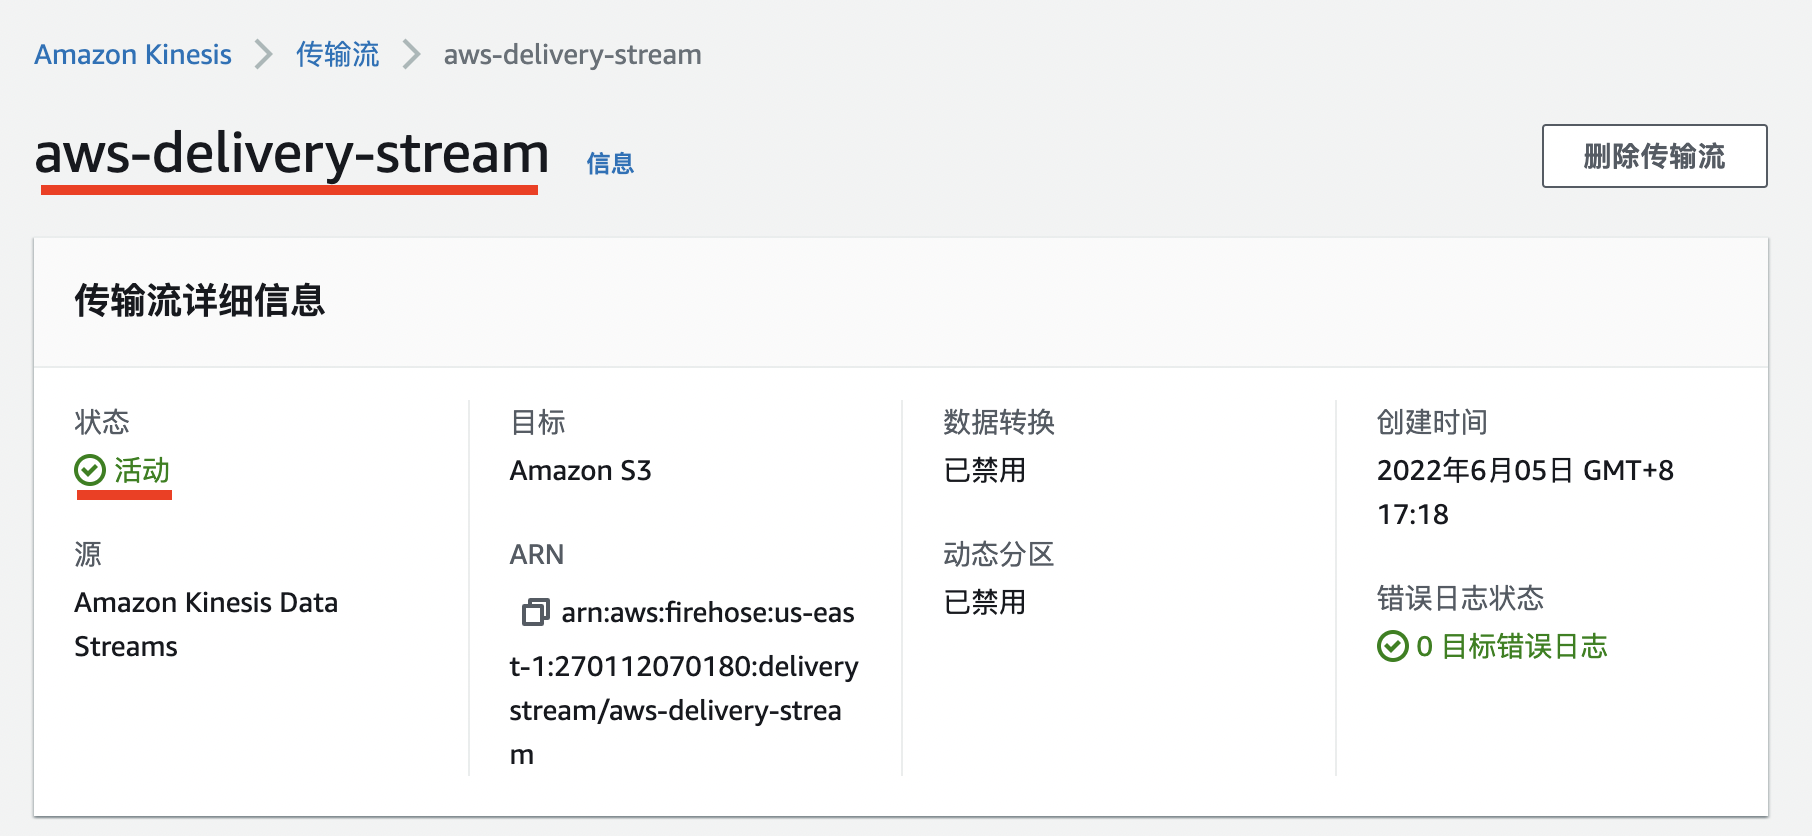 Amazon Kinesis > 传输流 > aws-delivery-stream
aws-delivery-stream 信息
删除传输流
传输流详细信息
状态
活动
源
Amazon Kinesis Data
Streams
目标
Amazon S3
ARN
arn:aws:firehose:us-eas
t-1:270112070180:delivery
stream/aws-delivery-strea
m
数据转换
已禁用
动态分区
已禁用
创建时间
2022年6月05日 GMT+8
17:18
错误日志状态
0 目标错误日志